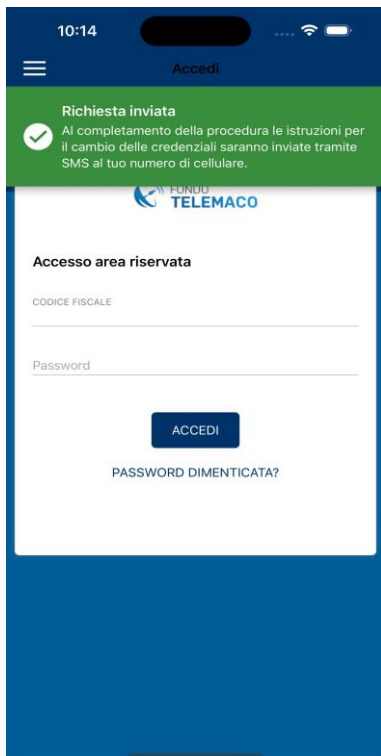 10:14
Accedi
Richiesta inviata
Al completamento della procedura le istruzioni per
il cambio delle credenziali saranno inviate tramite
SMS al tuo numero di cellulare.
FONDO
TELEMACO
Accesso area riservata
CODICE FISCALE
Password
ACCEDI
PASSWORD DIMENTICATA?